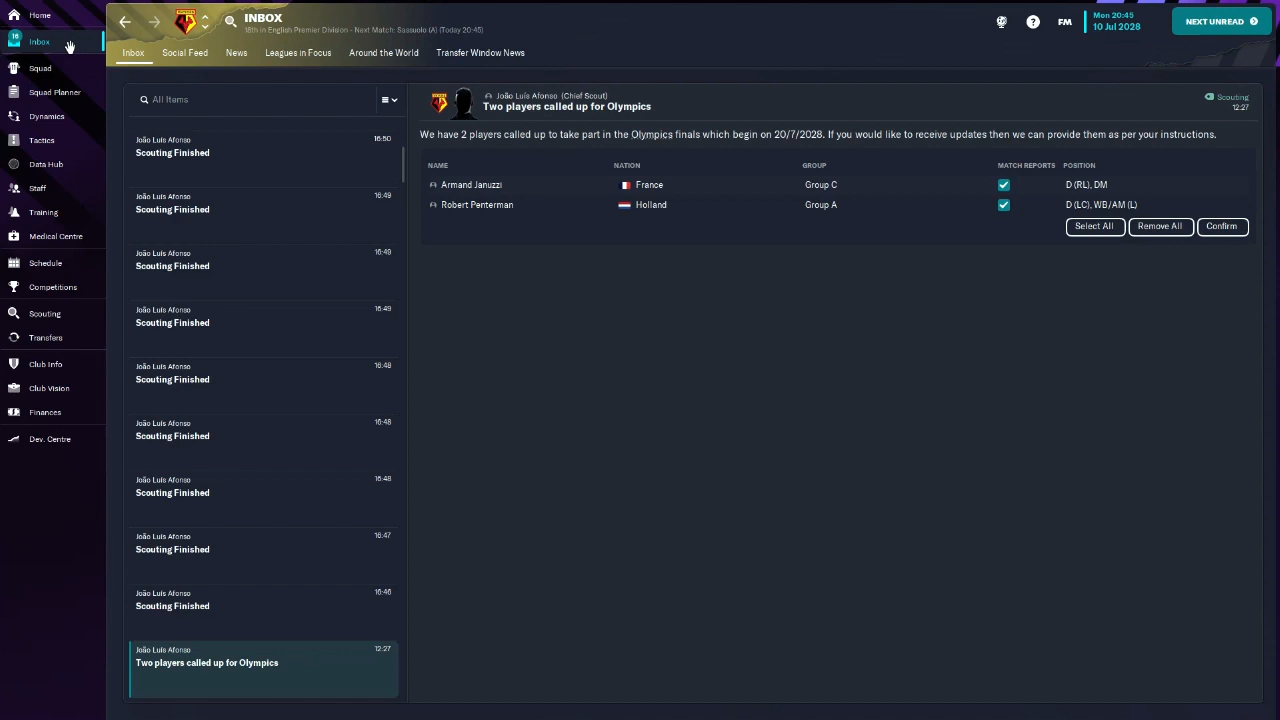 Home
16
Inbox
Squad
Squad Planner
Dynamics
Tactics
Data Hub
Staff
Training
Medical Centre
Schedule
Competitions
Scouting
Transfers
Club Info
Club Vision
Finances
Dev. Centre
INBOX
18th in English Premier Division - Next Match: Sassuolo (A) (Today 20:45)
FM
Mon 20:45
10 Jul 2028
NEXT UNREAD
Inbox
Social Feed
News
Leagues in Focus
Around the World
Transfer Window News
All Items
João Luís Afonso 16:50
Scouting Finished
João Luís Afonso 16:49
Scouting Finished
João Luís Afonso 16:49
Scouting Finished
João Luís Afonso 16:49
Scouting Finished
João Luís Afonso 16:48
Scouting Finished
João Luís Afonso 16:48
Scouting Finished
João Luís Afonso 16:48
Scouting Finished
João Luís Afonso 16:47
Scouting Finished
João Luís Afonso 16:46
Scouting Finished
João Luís Afonso 12:27
Two players called up for Olympics
João Luís Afonso (Chief Scout)
Two players called up for Olympics
Scouting
12:27
We have 2 players called up to take part in the Olympics finals which begin on 20/7/2028. If you would like to receive updates then we can provide them as per your instructions.
NAME NATION GROUP MATCH REPORTS POSITION
Armand Januzzi France Group C D (RL), DM
Robert Penterman Holland Group A D (LC), WB/AM (L)
Select All Remove All Confirm